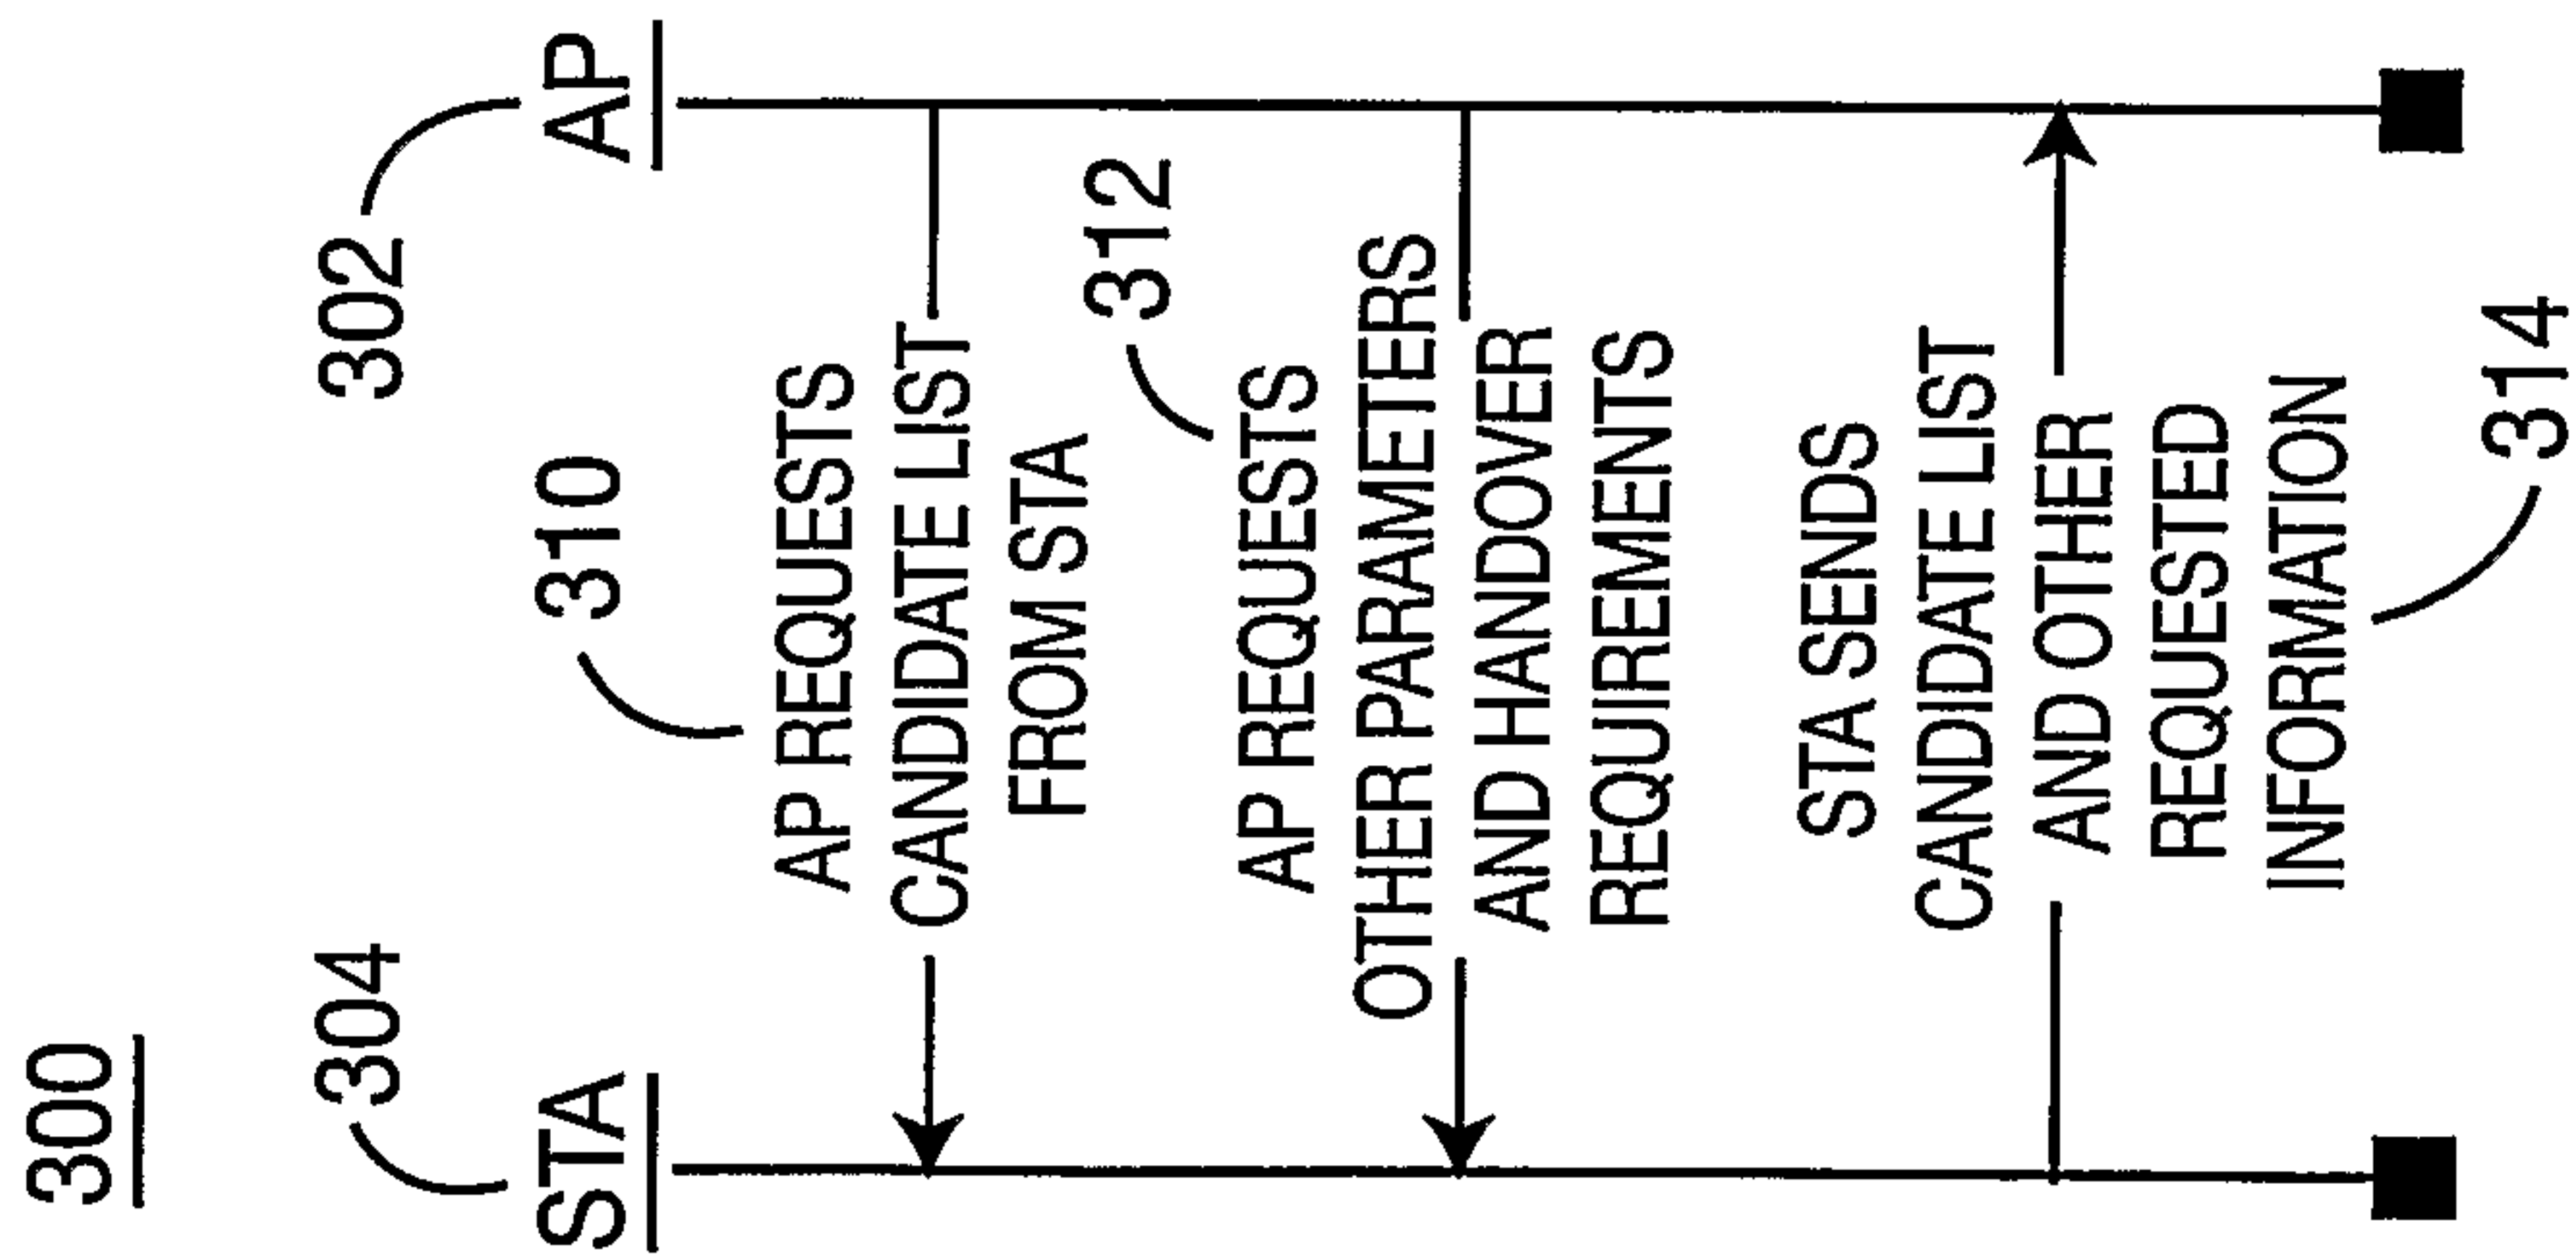 300
304
302
STA
AP
310
AP REQUESTS
CANDIDATE LIST
FROM STA
312
AP REQUESTS
OTHER PARAMETERS
AND HANDOVER
REQUIREMENTS
STA SENDS
CANDIDATE LIST
AND OTHER
REQUESTED
INFORMATION
314